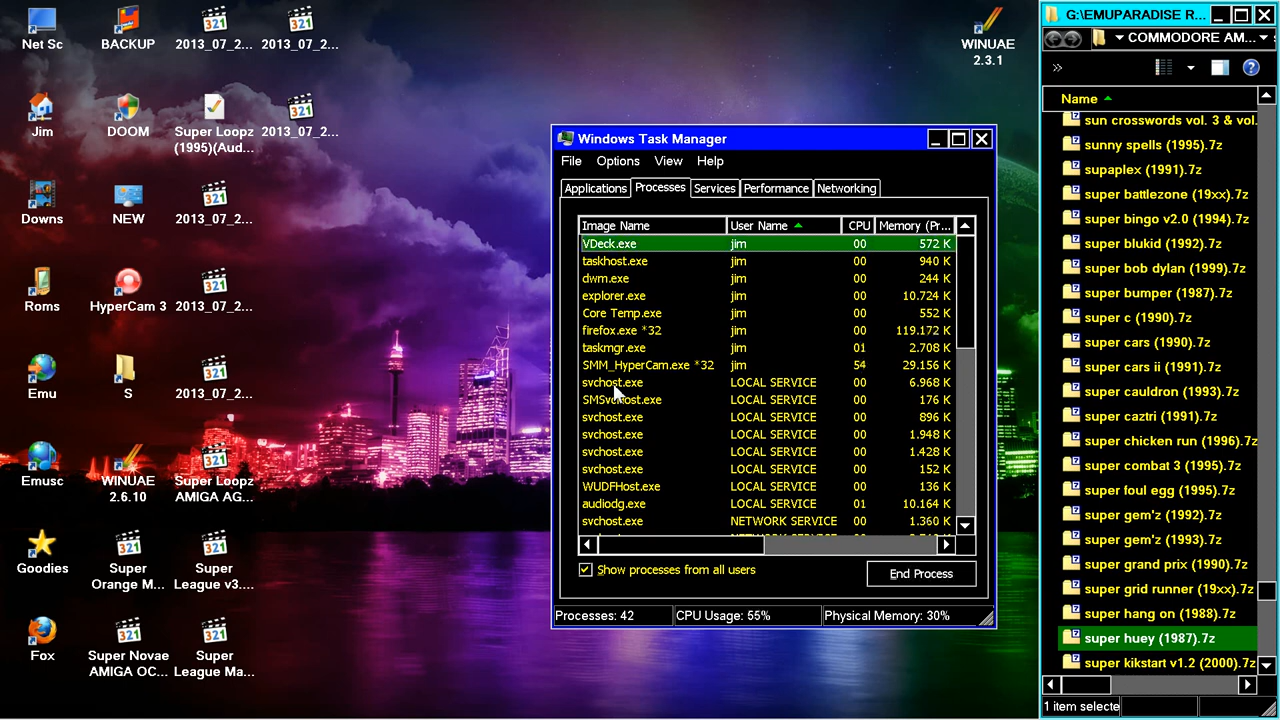 Net Sc
BACKUP
2013_07_2...
2013_07_2...
WINUAE
2.3.1
Jim
DOOM
Super Loopz
(1995)(Aud...
2013_07_2...
Downs
NEW
2013_07_2...
Roms
HyperCam 3
2013_07_2...
Emu
S
2013_07_2...
Emusc
WINUAE
2.6.10
Super Loopz
AMIGA AG...
Goodies
Super
Orange M...
Super
League v3....
Fox
Super Novae
AMIGA OC...
Super
League Ma...
Windows Task Manager
File Options View Help
Applications Processes Services Performance Networking
Image Name User Name CPU Memory (Pr...
VDeck.exe jim 00 572 K
taskhost.exe jim 00 940 K
dwm.exe jim 00 244 K
explorer.exe jim 00 10.724 K
Core Temp.exe jim 00 552 K
firefox.exe *32 jim 00 119.172 K
taskmgr.exe jim 01 2.708 K
SMM_HyperCam.exe *32 jim 54 29.156 K
svchost.exe LOCAL SERVICE 00 6.968 K
SMSvcHost.exe LOCAL SERVICE 00 176 K
svchost.exe LOCAL SERVICE 00 896 K
svchost.exe LOCAL SERVICE 00 1.948 K
svchost.exe LOCAL SERVICE 00 1.428 K
svchost.exe LOCAL SERVICE 00 152 K
WUDFHost.exe LOCAL SERVICE 00 136 K
audiodg.exe LOCAL SERVICE 01 10.164 K
svchost.exe NETWORK SERVICE 00 1.360 K
Show processes from all users
End Process
Processes: 42 CPU Usage: 55% Physical Memory: 30%
G:\EMUPARADISE R...
COMMODORE AM...
Name
sun crosswords vol. 3 & vol.
sunny spells (1995).7z
supaplex (1991).7z
super battlezone (19xx).7z
super bingo v2.0 (1994).7z
super blukid (1992).7z
super bob dylan (1999).7z
super bumper (1987).7z
super c (1990).7z
super cars (1990).7z
super cars ii (1991).7z
super cauldron (1993).7z
super caztri (1991).7z
super chicken run (1996).7z
super combat 3 (1995).7z
super foul egg (1995).7z
super gem'z (1992).7z
super gem'z (1993).7z
super grand prix (1990).7z
super grid runner (19xx).7z
super hang on (1988).7z
super huey (1987).7z
super kikstart v1.2 (2000).7z
1 item selecte